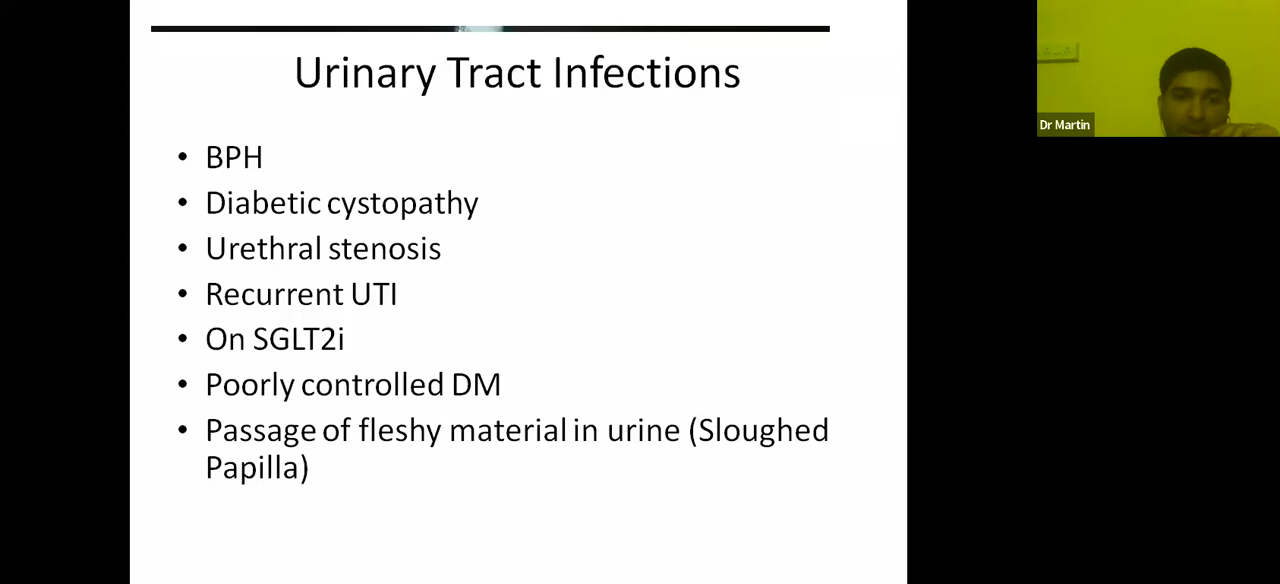 Urinary Tract Infections
• BPH
• Diabetic cystopathy
• Urethral stenosis
• Recurrent UTI
• On SGLT2i
• Poorly controlled DM
• Passage of fleshy material in urine (Sloughed
Papilla)
Dr Martin